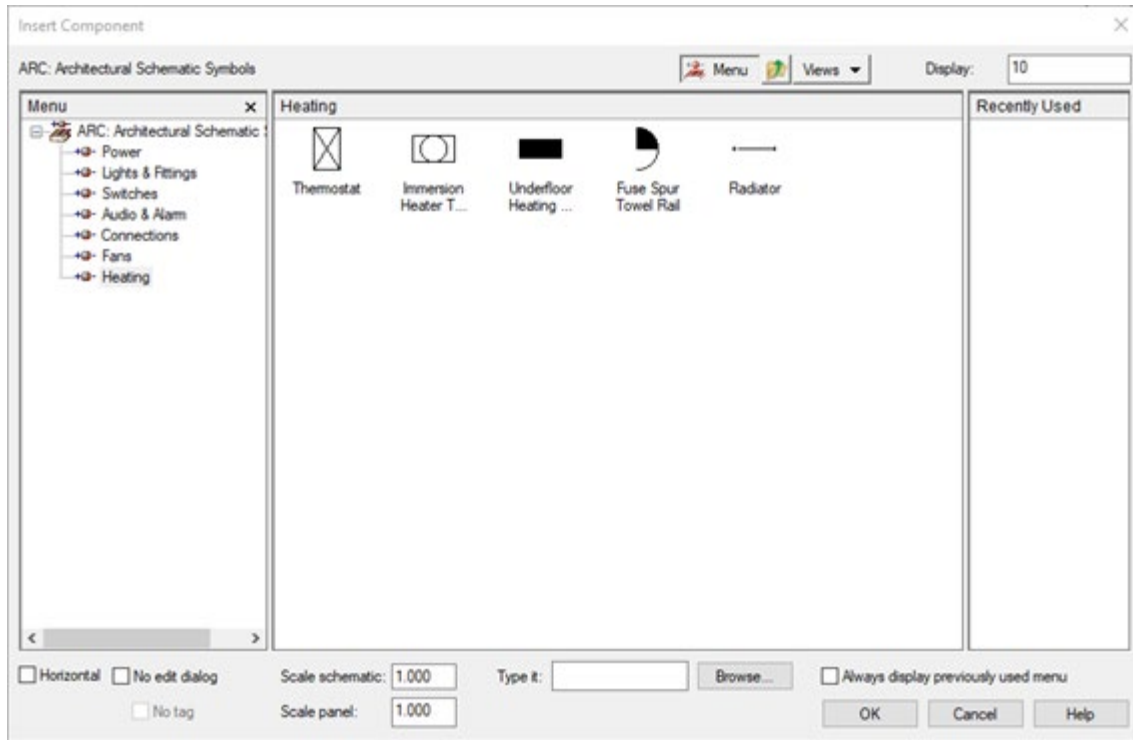 Insert Component
ARC: Architectural Schematic Symbols
Menu
Views
Display:
10
Menu
ARC: Architectural Schematic S
Power
Lights & Fittings
Switches
Audio & Alarm
Connections
Fans
Heating
Heating
Thermostat
Immersion
Heater T...
Underfloor
Heating ...
Fuse Spur
Towel Rail
Radiator
Recently Used
Horizontal
No edit dialog
No tag
Scale schematic:
1.000
Scale panel:
1.000
Type it:
Browse...
Always display previously used menu
OK
Cancel
Help